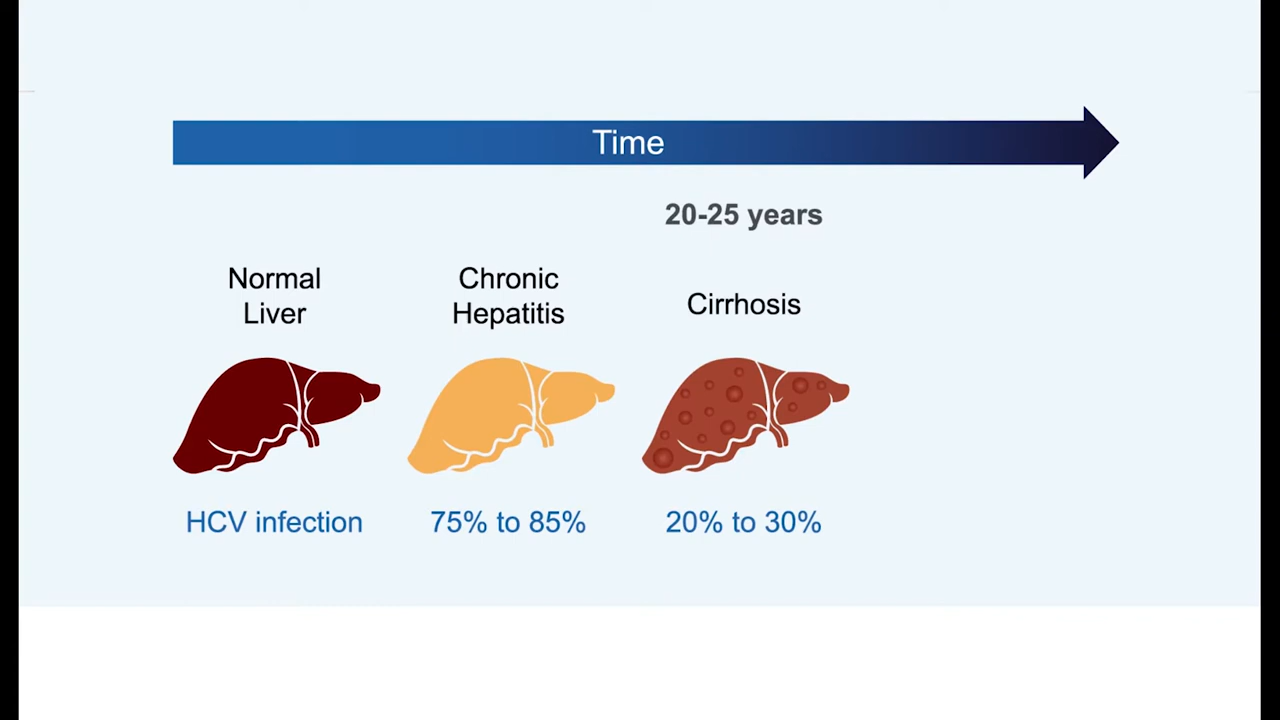 Time
20-25 years
Normal
Liver
Chronic
Hepatitis
Cirrhosis
HCV infection
75% to 85%
20% to 30%